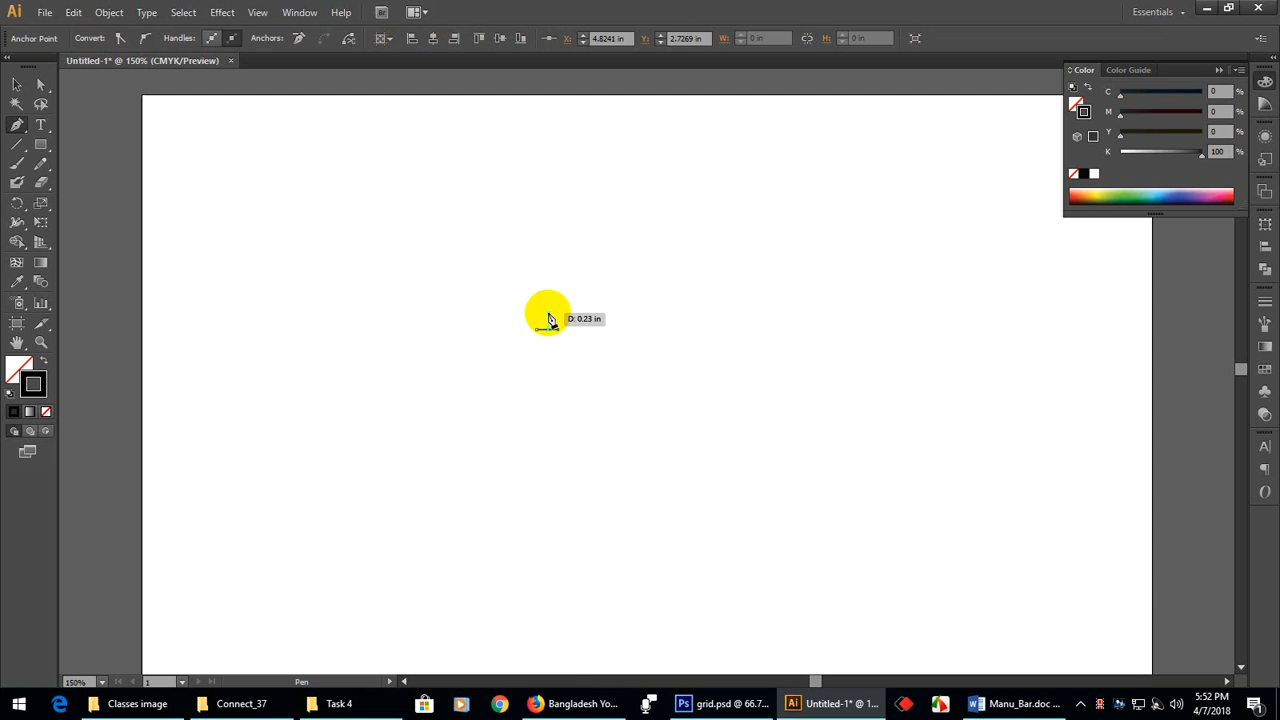 Ai File Edit Object Type Select Effect View Window Help Br Essentials
Anchor Point Convert: Handles: Anchors: X: 4.8241 in Y: 2.7269 in W: 0 in H: 0 in
Untitled-1* @ 150% (CMYK/Preview) ×
Color Color Guide
C 0 %
M 0 %
Y 0 %
K 100 %
D: 0.23 in
150% 1 Pen
Classes image Connect_37 Task 4 Bangladesh Yo... Ps grid.psd @ 66.7... Ai Untitled-1* @ 1... Manu_Bar.doc ... 5:52 PM
4/7/2018